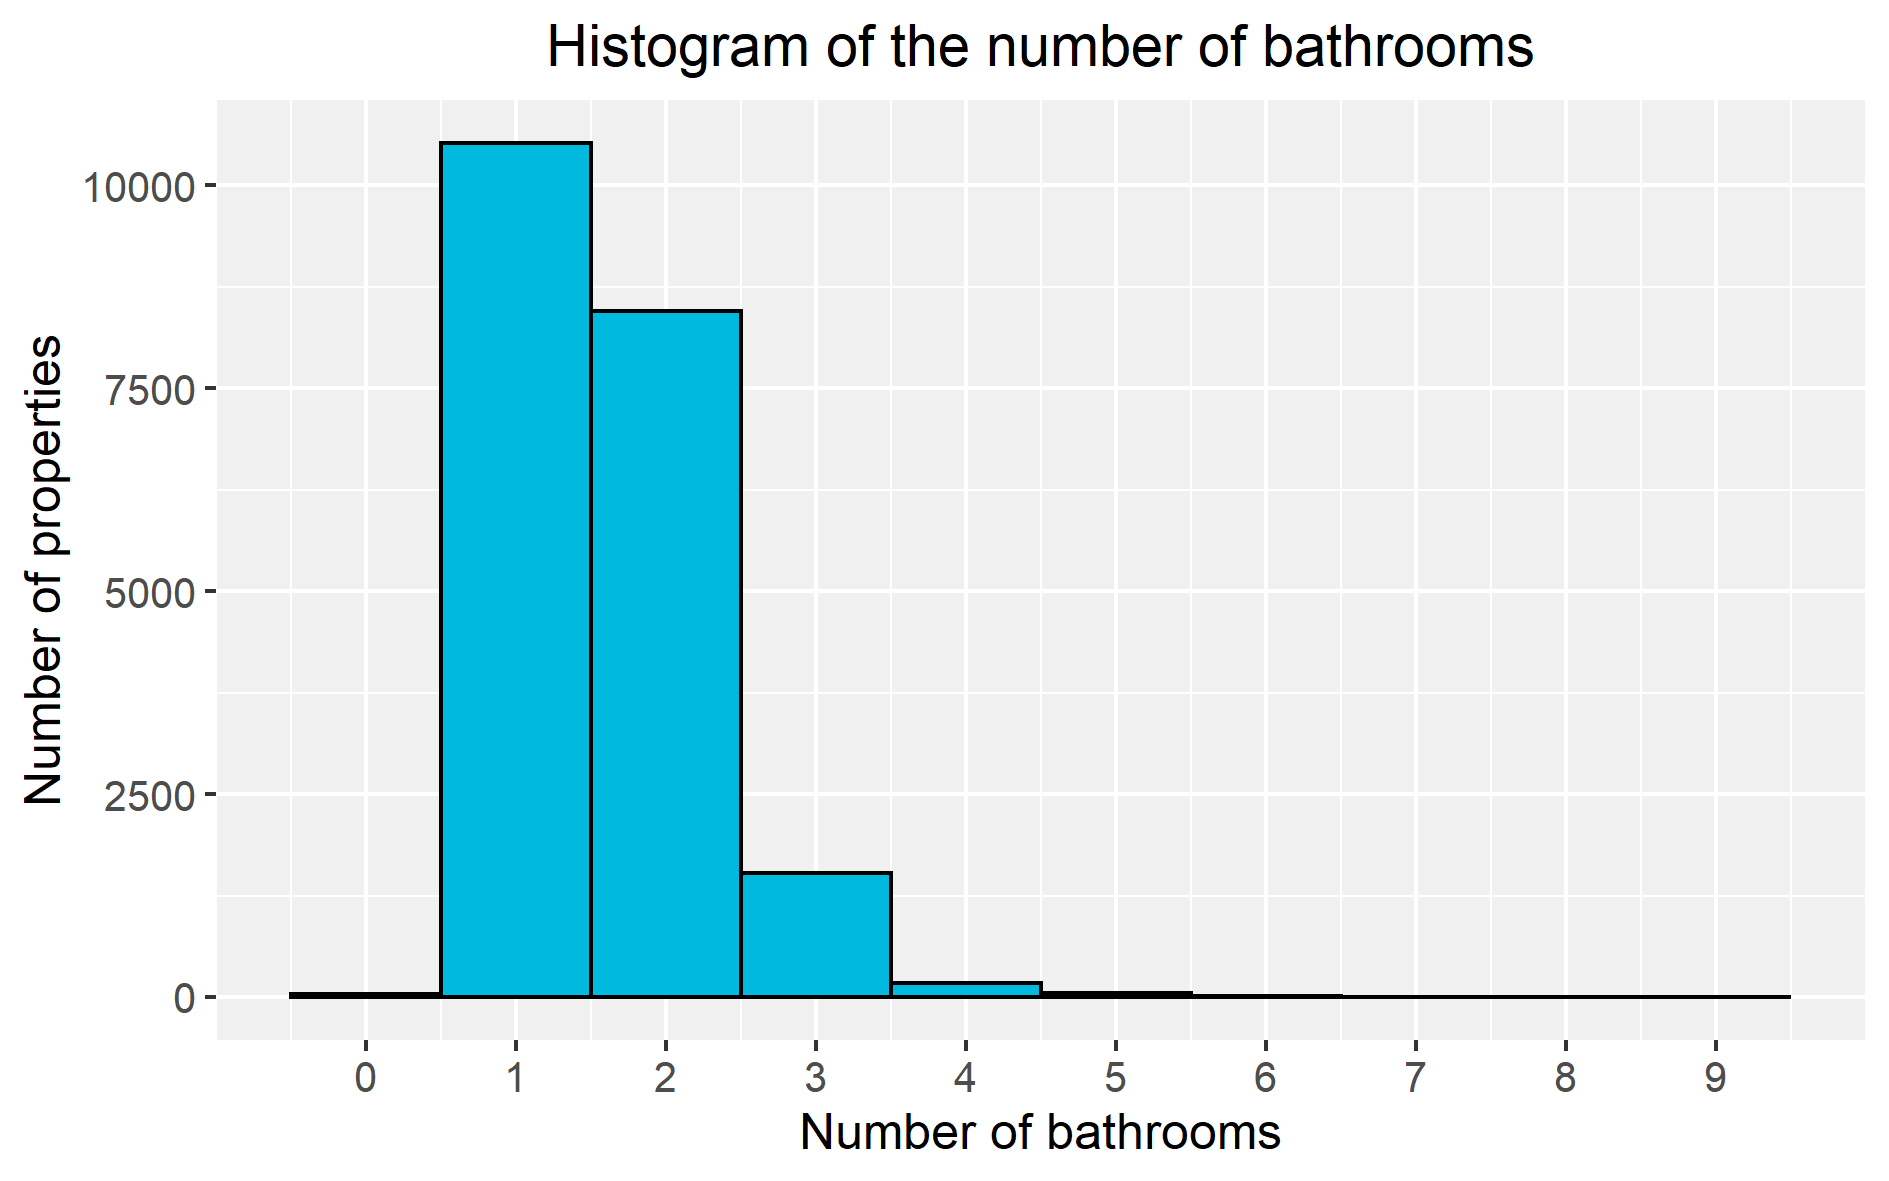 Histogram of the number of bathrooms
Number of properties
10000
7500
5000
2500
0
0 1 2 3 4 5 6 7 8 9
Number of bathrooms